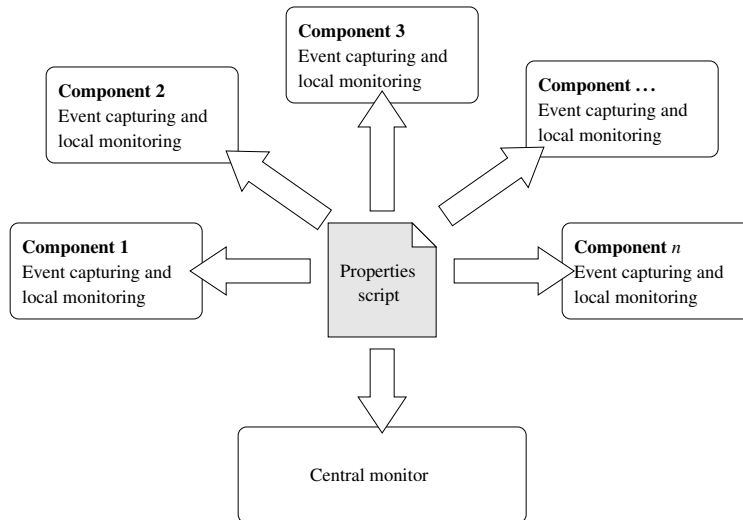 Component 3
Event capturing and
local monitoring
Component 2
Event capturing and
local monitoring
Component ...
Event capturing and
local monitoring
Component 1
Event capturing and
local monitoring
Properties
script
Component n
Event capturing and
local monitoring
Central monitor